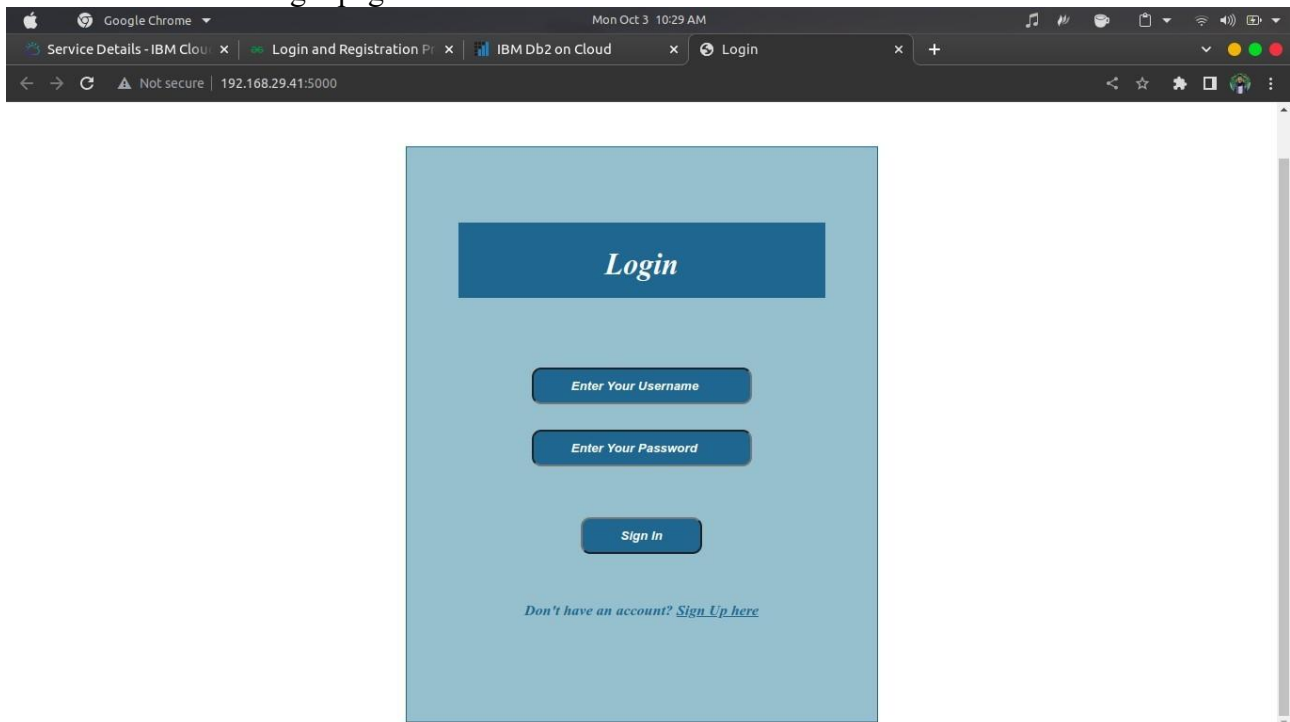 Google Chrome
Mon Oct 3 10:29 AM
Service Details - IBM Clou
Login and Registration Pr
IBM Db2 on Cloud
Login
Not secure | 192.168.29.41:5000
Login
Enter Your Username
Enter Your Password
Sign In
Don't have an account? Sign Up here